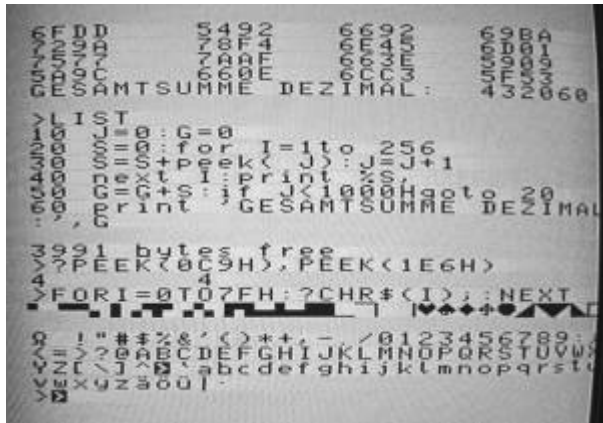 6FDD 5492 6692 69BA
729A 78F4 6E45 6D01
7577 7AAF 663E 5909
5A9C 660E 6CC3 5F53
GESAMTSUMME DEZIMAL: 432060
>LIST
10 J=0:G=0
20 S=0:for I=1to 256
30 S=S+peek( J):J=J+1
40 next I:print %S,
50 G=G+S:if J<1000Hgoto 20
60 Print 'GESAMTSUMME DEZIMAL
:',G
3991 bytes free
>?PEEK(0C9H),PEEK(1E6H)
4
4
>FORI=0TO7FH:?CHR$(I);:NEXT
Ω !"#$%&'()*+,-./0123456789:;
<=>?@ABCDEFGHIJKLMNOPQRSTUVWX
YZ[\]^ `abcdefghijklmnopqrstu
vwxyzäöü|
>